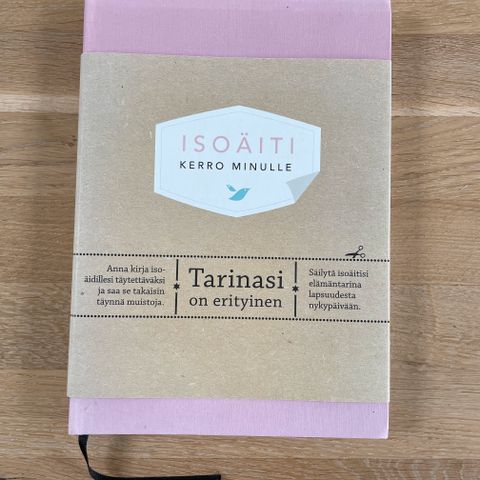 ISOÄITI
KERRO MINULLE
Anna kirja iso-
äidillesi täytettäväksi
ja saa se takaisin
täynnä muistoja.
Tarinasi
on erityinen
Säilytä isoäitisi
elämäntarina
lapsuudesta
nykypäivään.